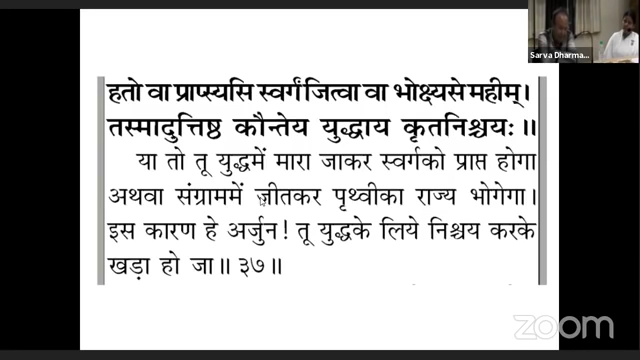 Sarva Dharma...
हतो वा प्राप्स्यसि स्वर्गं जित्वा वा भोक्ष्यसे महीम्।
तस्मादुत्तिष्ठ कौन्तेय युद्धाय कृतनिश्चयः॥
या तो तू युद्धमें मारा जाकर स्वर्गको प्राप्त होगा
अथवा संग्राममें जीतकर पृथ्वीका राज्य भोगेगा।
इस कारण हे अर्जुन! तू युद्धके लिये निश्चय करके
खड़ा हो जा॥ ३७॥
zoom